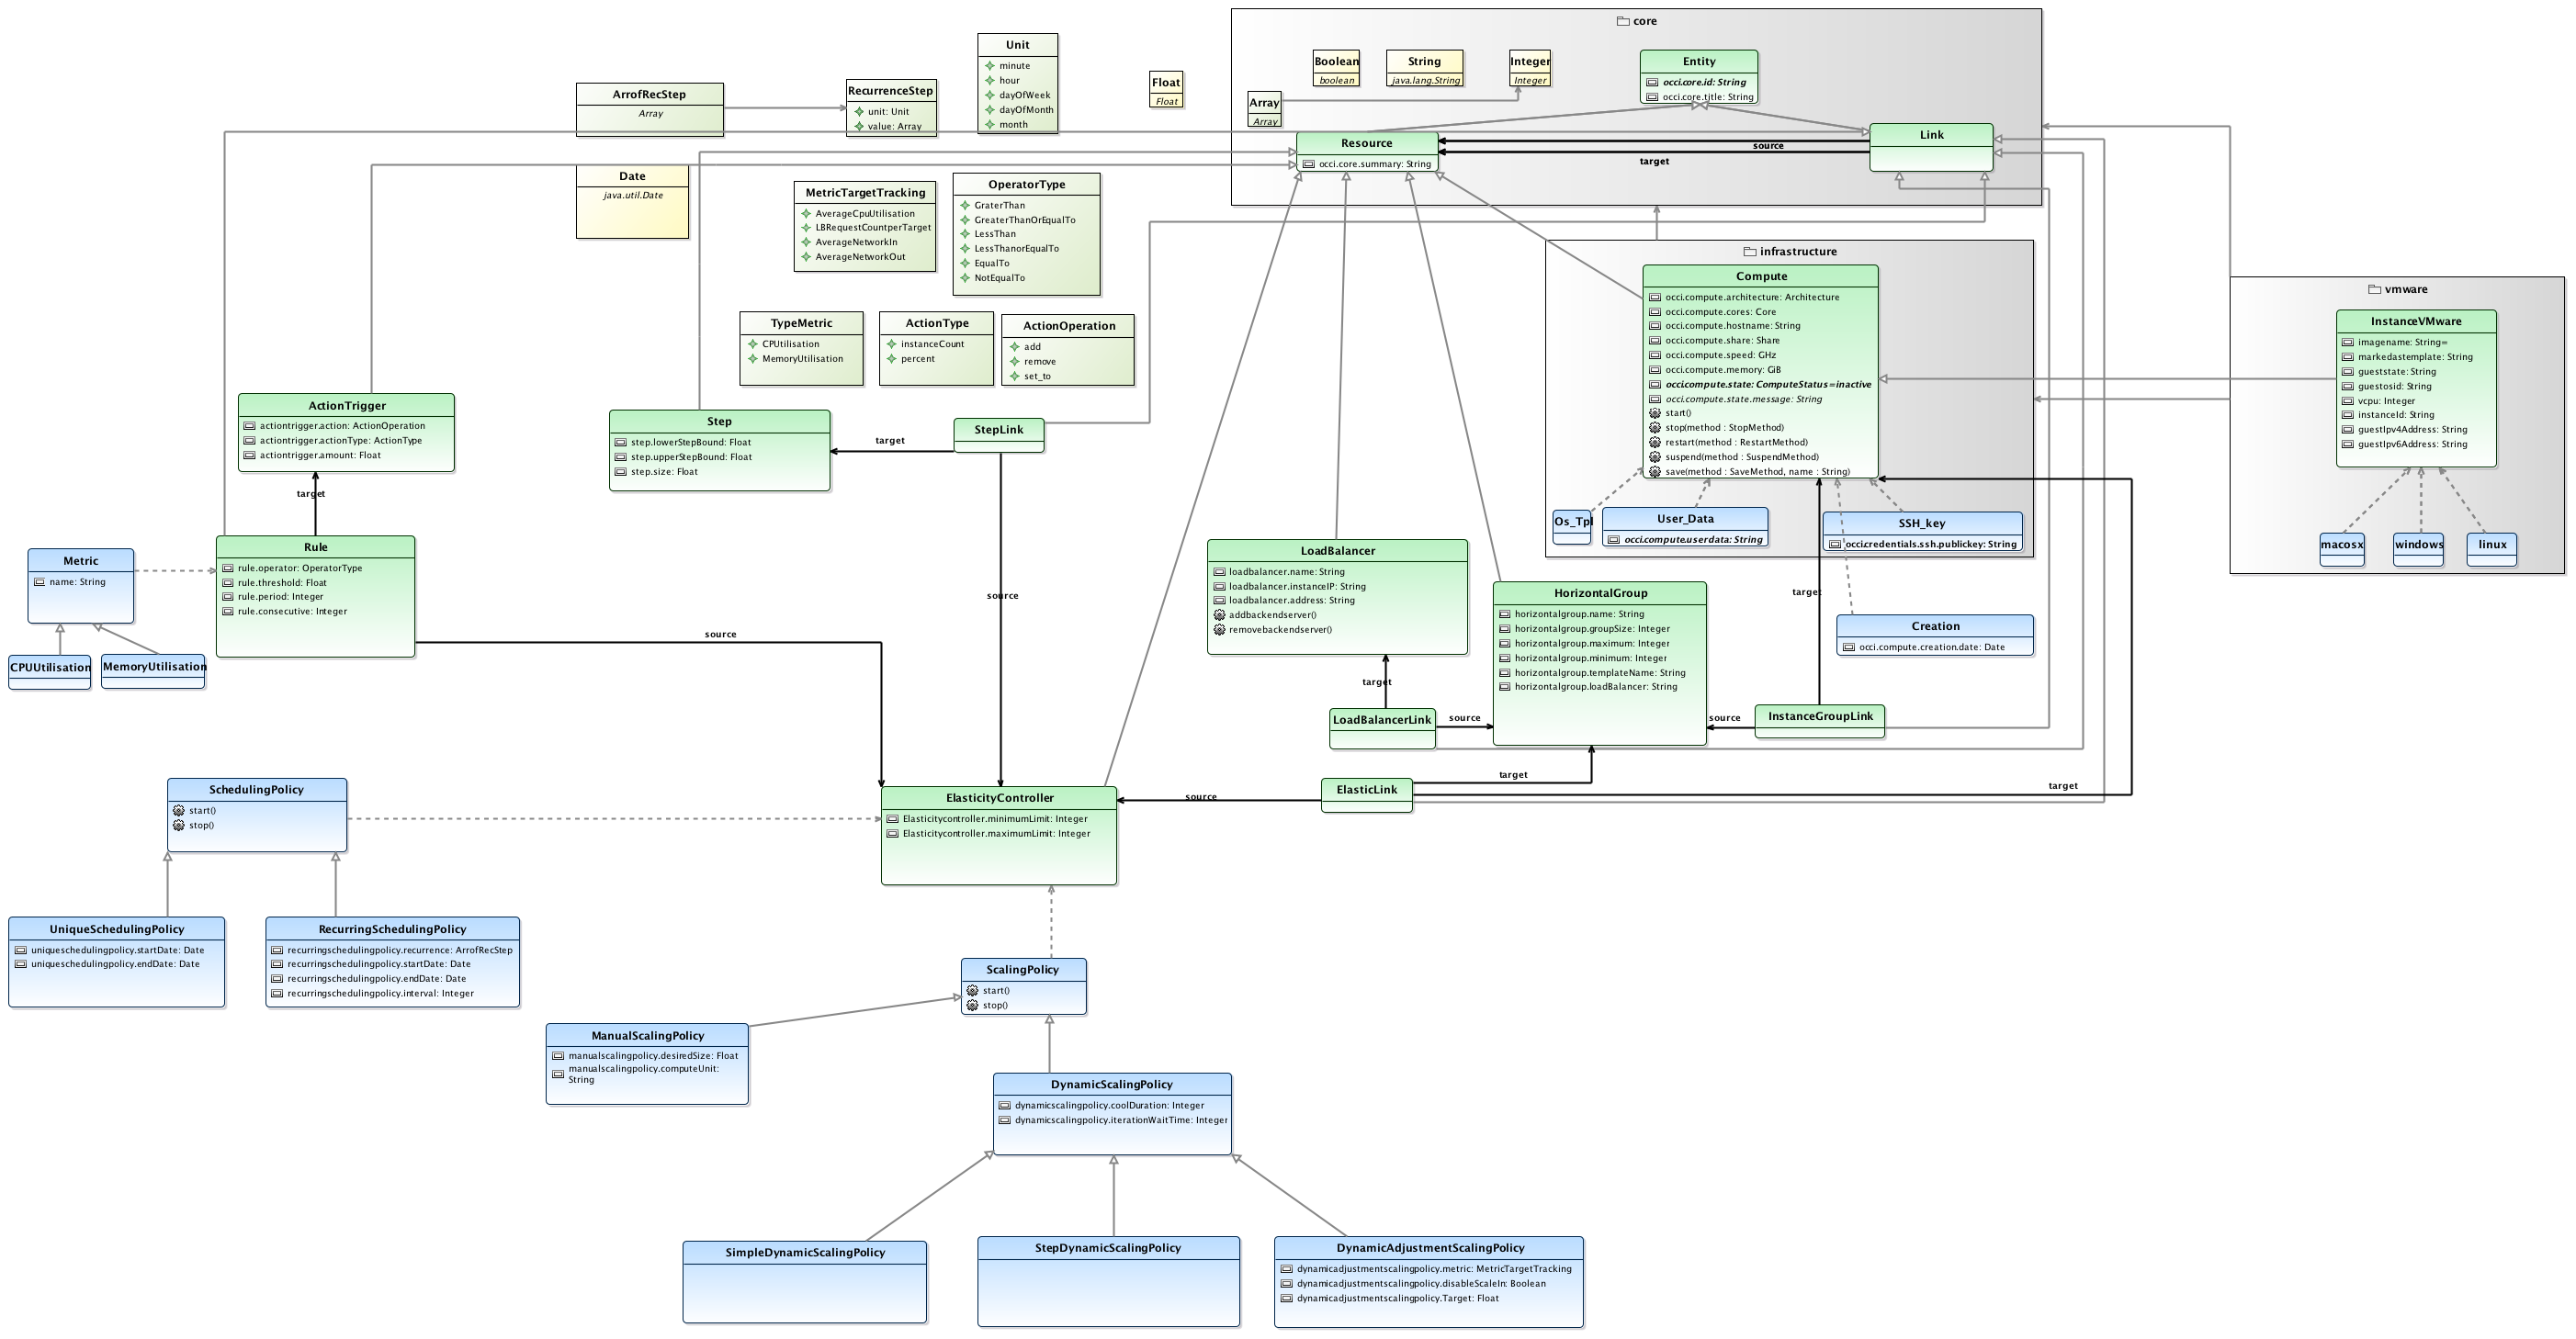 core
Boolean
boolean
String
java.lang.String
Integer
Integer
Entity
occi.core.id: String
occi.core.title: String
Array
Array
Resource
occi.core.summary: String
Link
source
target
Unit
minute
hour
dayOfWeek
dayOfMonth
month
Float
Float
ArrofRecStep
Array
RecurrenceStep
unit: Unit
value: Array
Date
java.util.Date
MetricTargetTracking
AverageCpuUtilisation
LBRequestCountperTarget
AverageNetworkIn
AverageNetworkOut
OperatorType
GraterThan
GreaterThanOrEqualTo
LessThan
LessThanorEqualTo
EqualTo
NotEqualTo
TypeMetric
CPUtilisation
MemoryUtilisation
ActionType
instanceCount
percent
ActionOperation
add
remove
set_to
infrastructure
Compute
occi.compute.architecture: Architecture
occi.compute.cores: Core
occi.compute.hostname: String
occi.compute.share: Share
occi.compute.speed: GHz
occi.compute.memory: GiB
occi.compute.state: ComputeStatus=inactive
occi.compute.state.message: String
start()
stop(method : StopMethod)
restart(method : RestartMethod)
suspend(method : SuspendMethod)
save(method : SaveMethod, name : String)
Os_Tpl
User_Data
occi.compute.userdata: String
SSH_key
occi.credentials.ssh.publickey: String
vmware
InstanceVMware
imagename: String=
markedastemplate: String
gueststate: String
guestosid: String
vcpu: Integer
instanceId: String
guestIpv4Address: String
guestIpv6Address: String
macosx
windows
linux
ActionTrigger
actiontrigger.action: ActionOperation
actiontrigger.actionType: ActionType
actiontrigger.amount: Float
target
Step
step.lowerStepBound: Float
step.upperStepBound: Float
step.size: Float
target
StepLink
source
Metric
name: String
CPUUtilisation
MemoryUtilisation
Rule
rule.operator: OperatorType
rule.threshold: Float
rule.period: Integer
rule.consecutive: Integer
source
LoadBalancer
loadbalancer.name: String
loadbalancer.instanceIP: String
loadbalancer.address: String
addbackendserver()
removebackendserver()
target
HorizontalGroup
horizontalgroup.name: String
horizontalgroup.groupSize: Integer
horizontalgroup.maximum: Integer
horizontalgroup.minimum: Integer
horizontalgroup.templateName: String
horizontalgroup.loadBalancer: String
target
Creation
occi.compute.creation.date: Date
LoadBalancerLink
source
source
InstanceGroupLink
target
ElasticLink
source
target
SchedulingPolicy
start()
stop()
ElasticityController
Elasticitycontroller.minimumLimit: Integer
Elasticitycontroller.maximumLimit: Integer
UniqueSchedulingPolicy
uniqueschedulingpolicy.startDate: Date
uniqueschedulingpolicy.endDate: Date
RecurringSchedulingPolicy
recurringschedulingpolicy.recurrence: ArrofRecStep
recurringschedulingpolicy.startDate: Date
recurringschedulingpolicy.endDate: Date
recurringschedulingpolicy.interval: Integer
ScalingPolicy
start()
stop()
ManualScalingPolicy
manualscalingpolicy.desiredSize: Float
manualscalingpolicy.computeUnit:
String
DynamicScalingPolicy
dynamicscalingpolicy.coolDuration: Integer
dynamicscalingpolicy.iterationWaitTime: Integer
SimpleDynamicScalingPolicy
StepDynamicScalingPolicy
DynamicAdjustmentScalingPolicy
dynamicadjustmentscalingpolicy.metric: MetricTargetTracking
dynamicadjustmentscalingpolicy.disableScaleIn: Boolean
dynamicadjustmentscalingpolicy.Target: Float